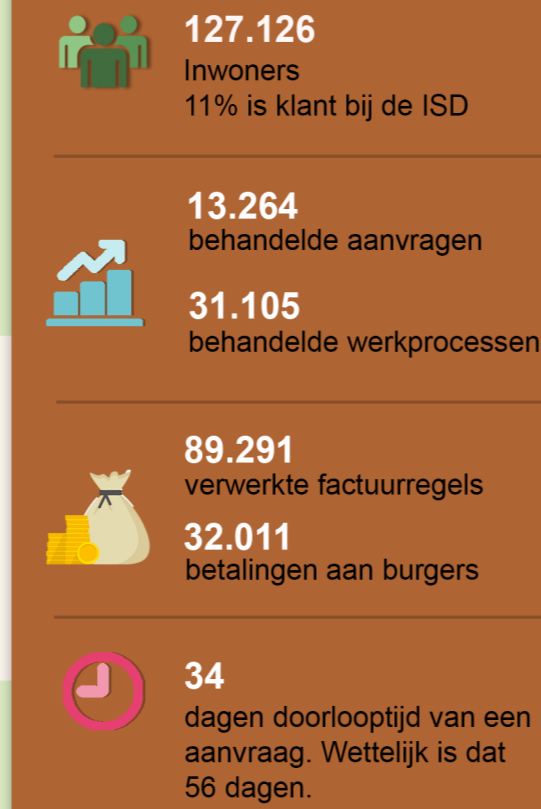 127.126
Inwoners
11% is klant bij de ISD
13.264
behandelde aanvragen
31.105
behandelde werkprocessen
89.291
verwerkte factuurregels
32.011
betalingen aan burgers
34
dagen doorlooptijd van een
aanvraag. Wettelijk is dat
56 dagen.